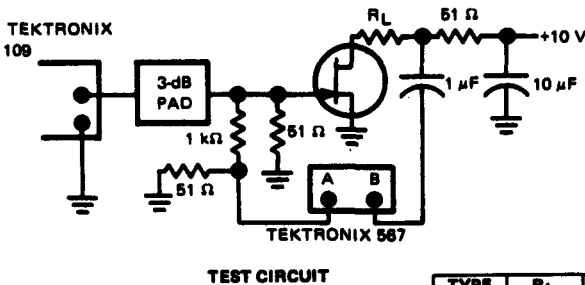 TEKTRONIX
109
3-dB
PAD
1 kΩ
51 Ω
51 Ω
RL
51 Ω
+10 V
1 μF
10 μF
A B
TEKTRONIX 567
TEST CIRCUIT
TYPE RL